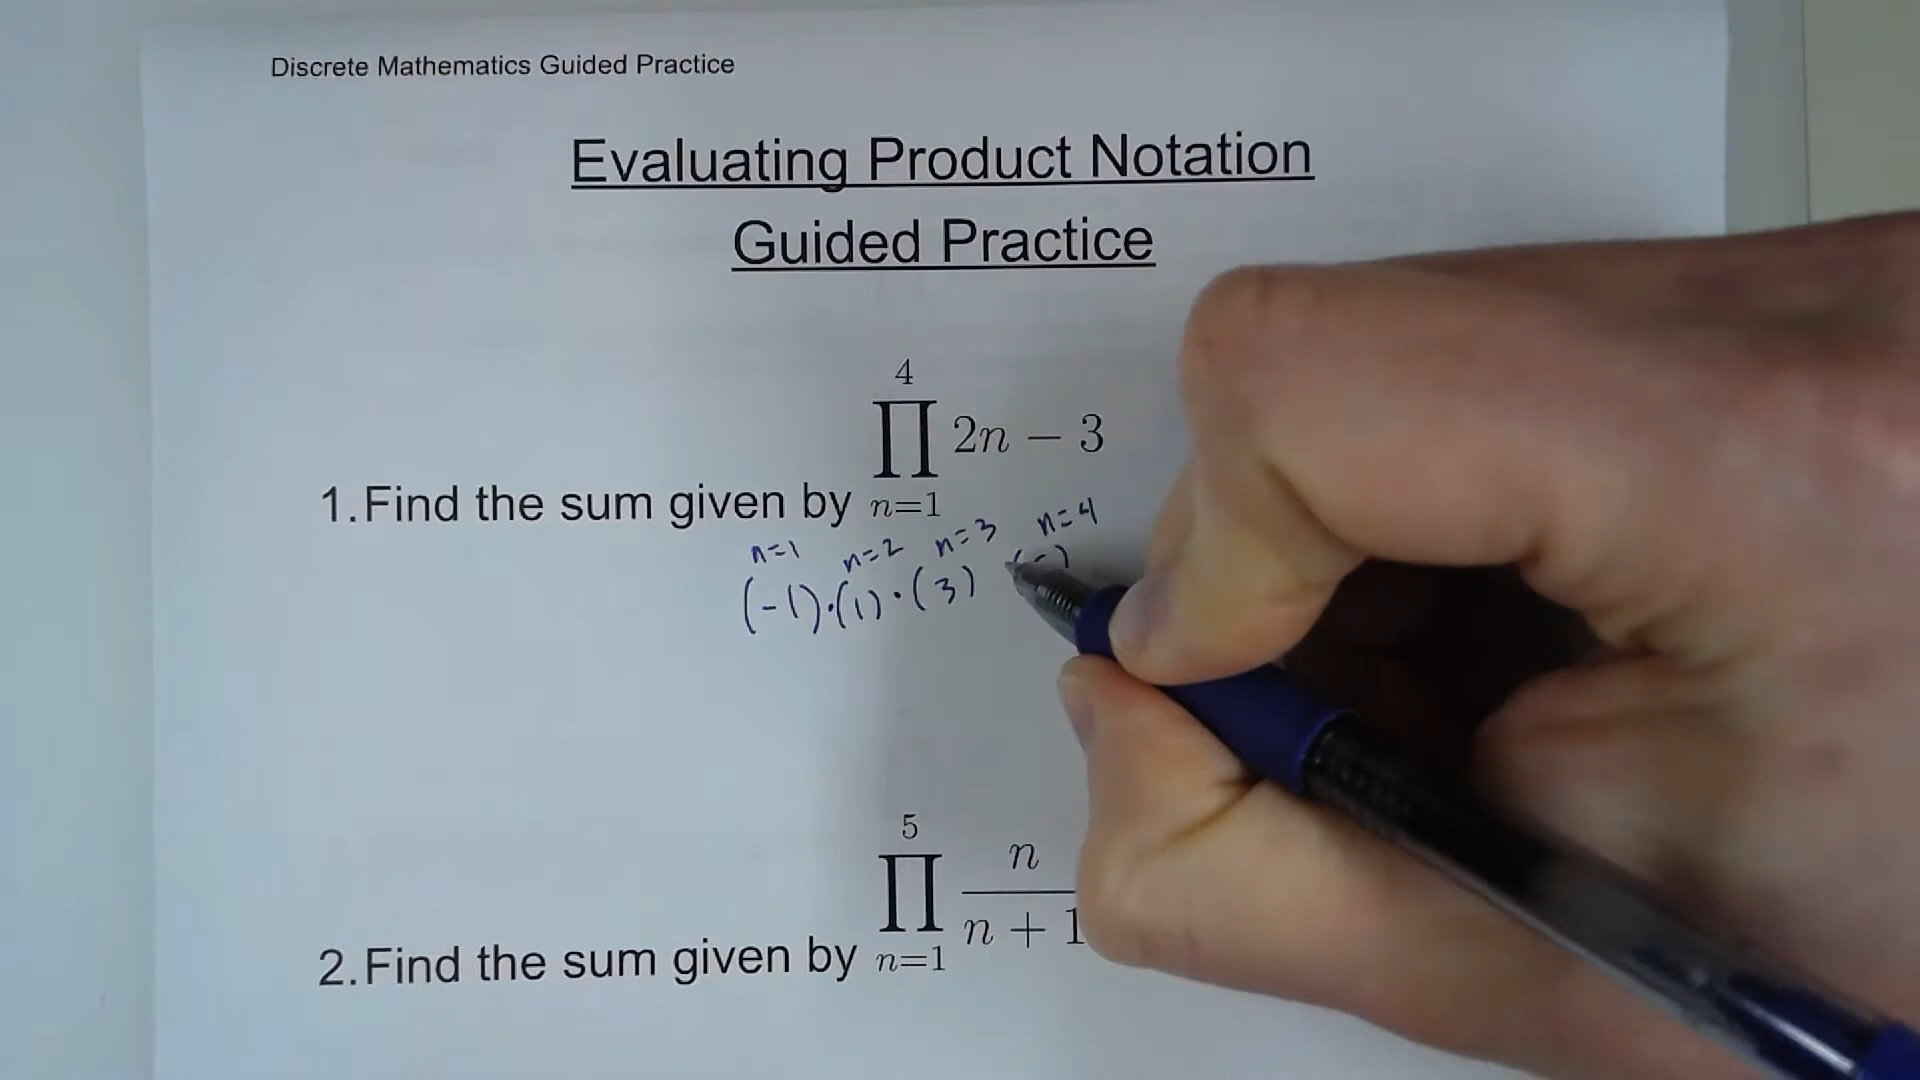 Discrete Mathematics Guided Practice
Evaluating Product Notation
Guided Practice
4
∏ 2n − 3
1. Find the sum given by n=1
n=1 n=2 n=3 n=4
(-1)·(1)·(3)
5
∏ n
n + 1
2. Find the sum given by n=1